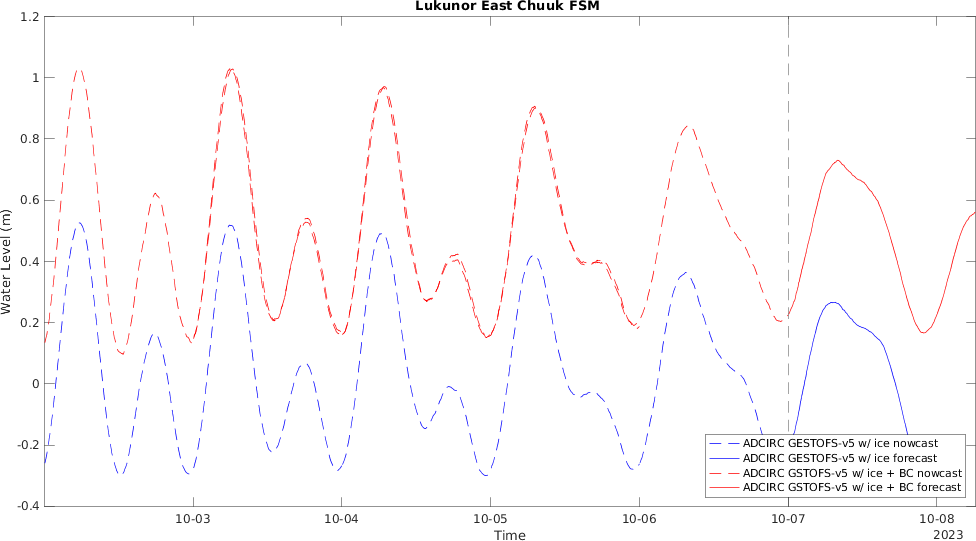 Lukunor East Chuuk FSM
1.2
1
0.8
0.6
0.4
0.2
0
-0.2
-0.4
Water Level (m)
ADCIRC GESTOFS-v5 w/ ice nowcast
ADCIRC GESTOFS-v5 w/ ice forecast
ADCIRC GSTOFS-v5 w/ ice + BC nowcast
ADCIRC GSTOFS-v5 w/ ice + BC forecast
10-03 10-04 10-05 10-06 10-07 10-08
Time
2023